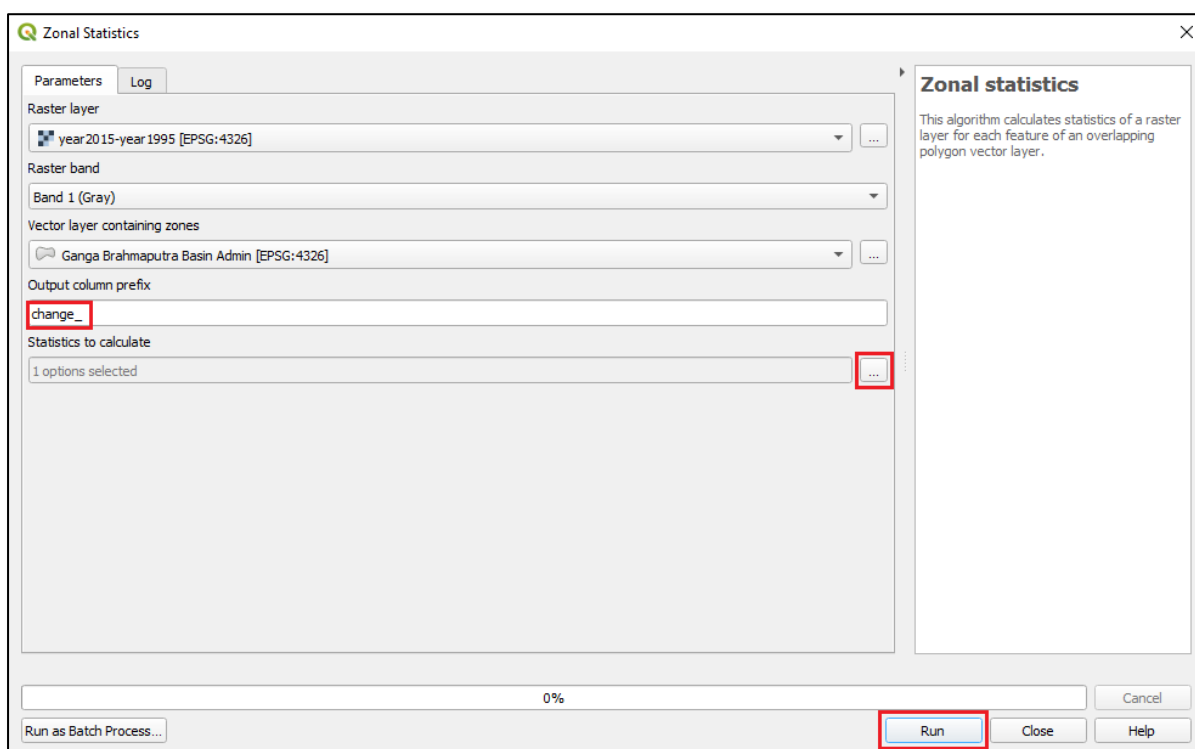 Zonal Statistics
Parameters
Log
Raster layer
year2015-year1995 [EPSG:4326]
...
Raster band
Band 1 (Gray)
Vector layer containing zones
Ganga Brahmaputra Basin Admin [EPSG:4326]
...
Output column prefix
change_
Statistics to calculate
1 options selected
...
Zonal statistics
This algorithm calculates statistics of a raster
layer for each feature of an overlapping
polygon vector layer.
0%
Cancel
Run as Batch Process...
Run
Close
Help